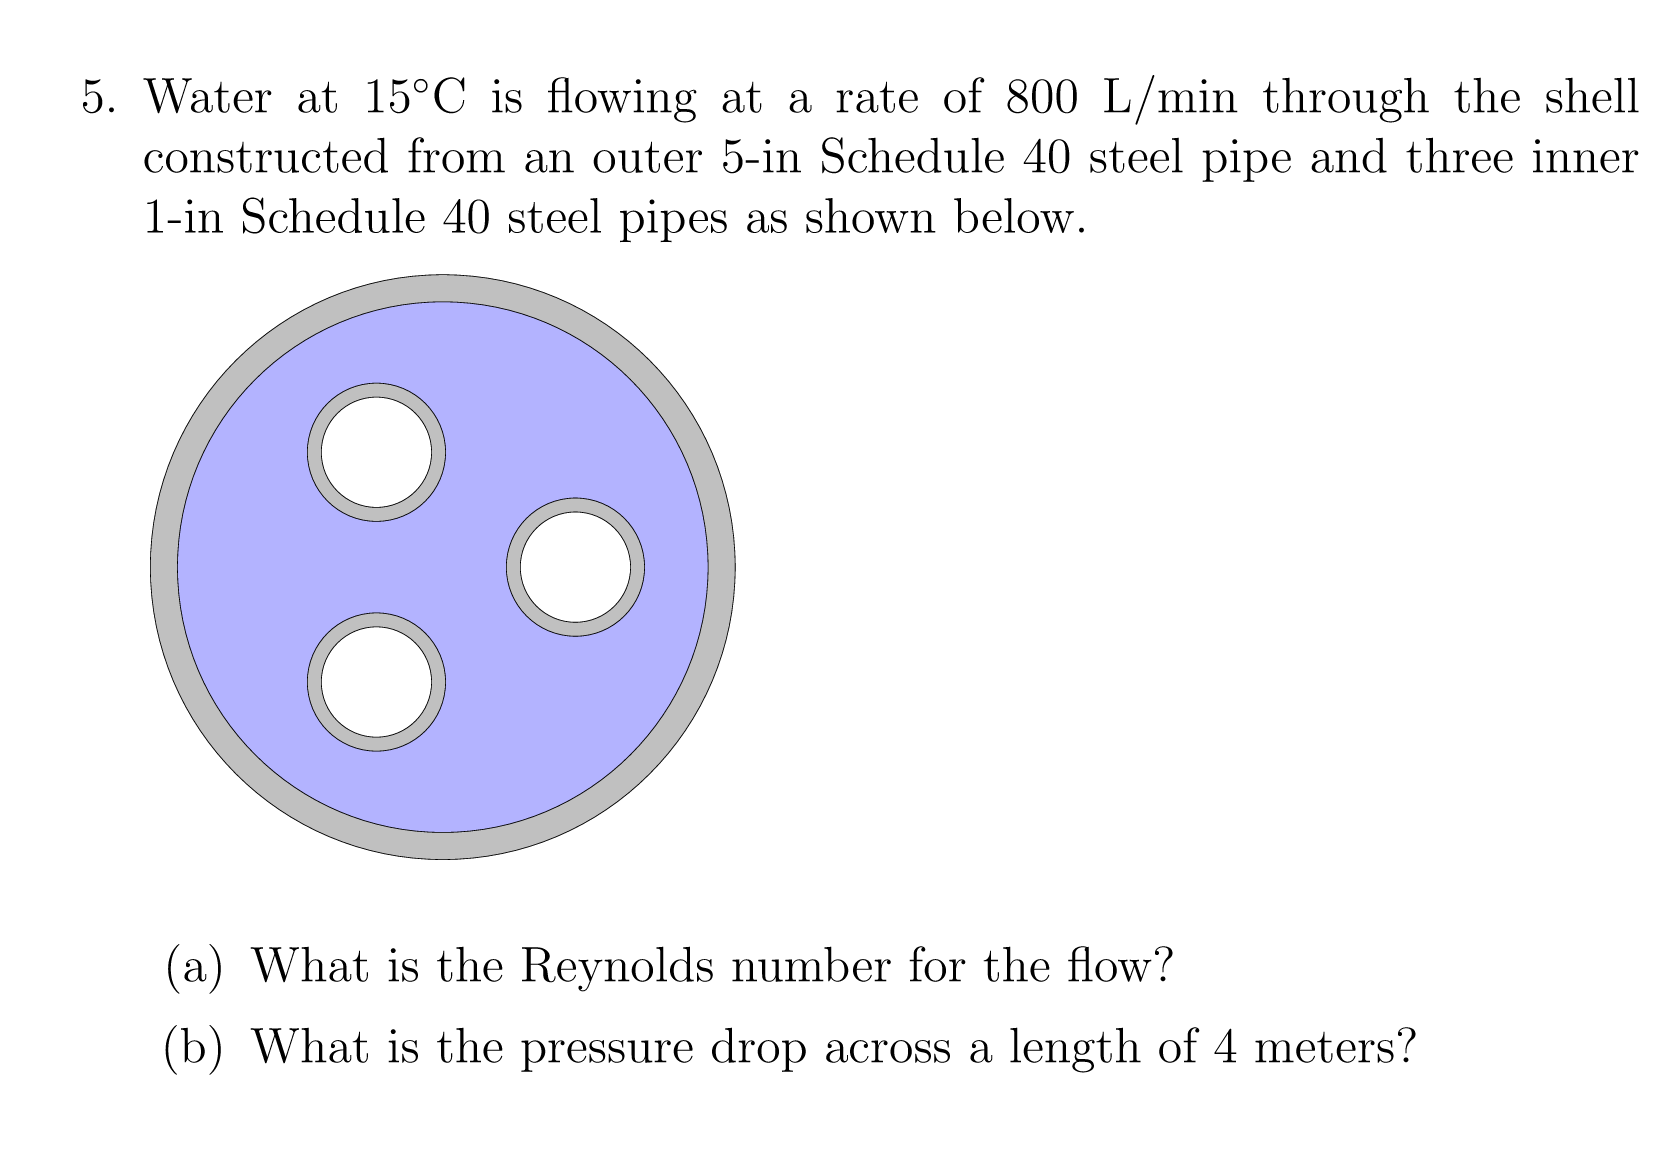 5. Water at 15°C is flowing at a rate of 800 L/min through the shell
constructed from an outer 5-in Schedule 40 steel pipe and three inner
1-in Schedule 40 steel pipes as shown below.
(a) What is the Reynolds number for the flow?
(b) What is the pressure drop across a length of 4 meters?